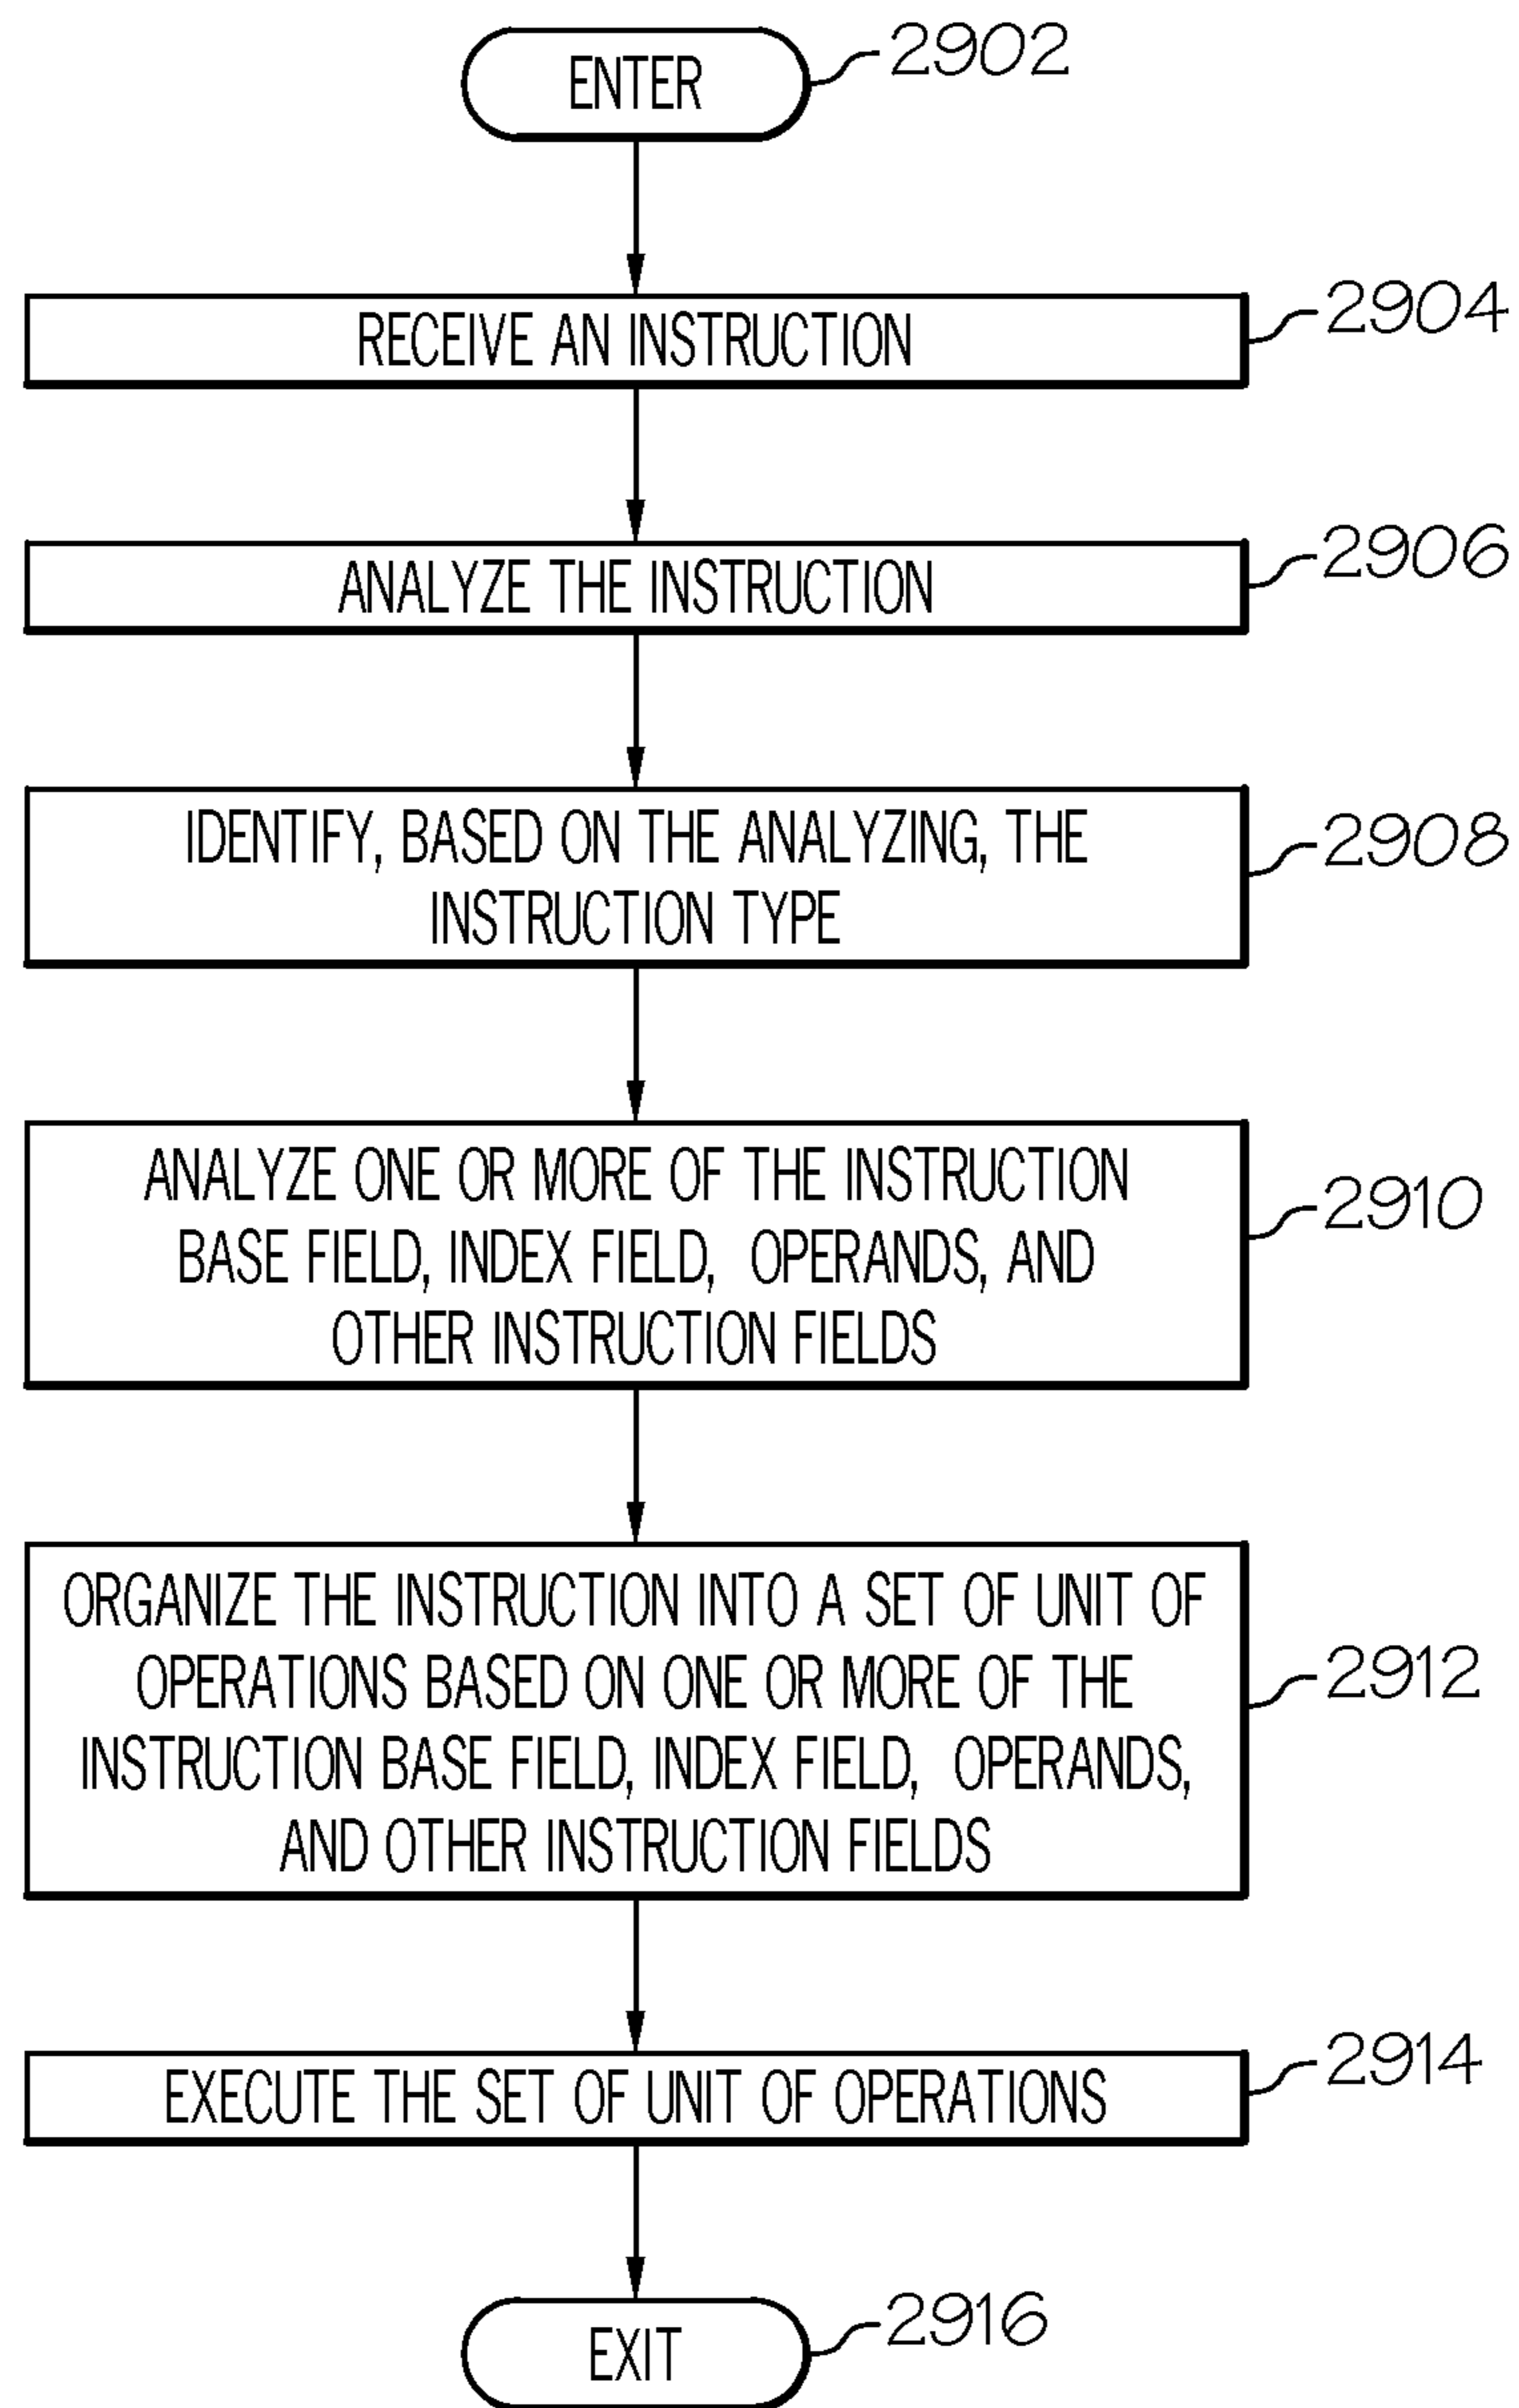 ENTER
2902
RECEIVE AN INSTRUCTION
2904
ANALYZE THE INSTRUCTION
2906
IDENTIFY, BASED ON THE ANALYZING, THE
INSTRUCTION TYPE
2908
ANALYZE ONE OR MORE OF THE INSTRUCTION
BASE FIELD, INDEX FIELD, OPERANDS, AND
OTHER INSTRUCTION FIELDS
2910
ORGANIZE THE INSTRUCTION INTO A SET OF UNIT OF
OPERATIONS BASED ON ONE OR MORE OF THE
INSTRUCTION BASE FIELD, INDEX FIELD, OPERANDS,
AND OTHER INSTRUCTION FIELDS
2912
EXECUTE THE SET OF UNIT OF OPERATIONS
2914
EXIT
2916